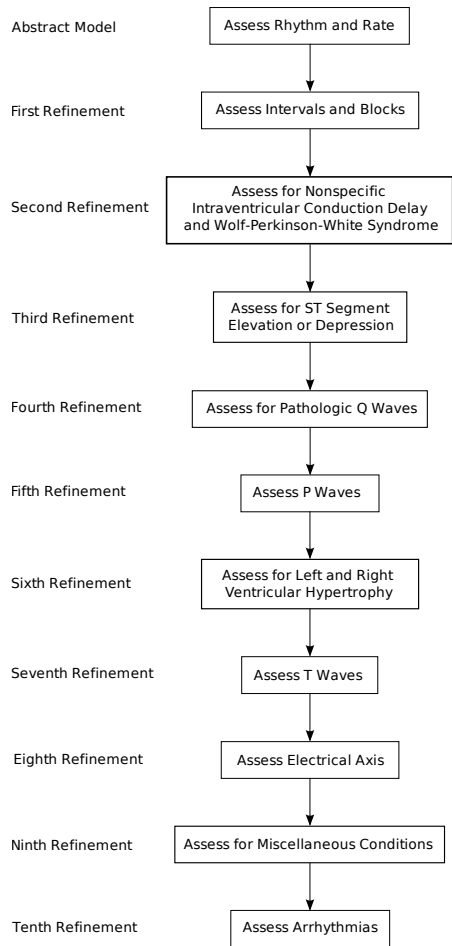 Abstract Model
Assess Rhythm and Rate
First Refinement
Assess Intervals and Blocks
Second Refinement
Assess for Nonspecific
Intraventricular Conduction Delay
and Wolf-Perkinson-White Syndrome
Third Refinement
Assess for ST Segment
Elevation or Depression
Fourth Refinement
Assess for Pathologic Q Waves
Fifth Refinement
Assess P Waves
Sixth Refinement
Assess for Left and Right
Ventricular Hypertrophy
Seventh Refinement
Assess T Waves
Eighth Refinement
Assess Electrical Axis
Ninth Refinement
Assess for Miscellaneous Conditions
Tenth Refinement
Assess Arrhythmias